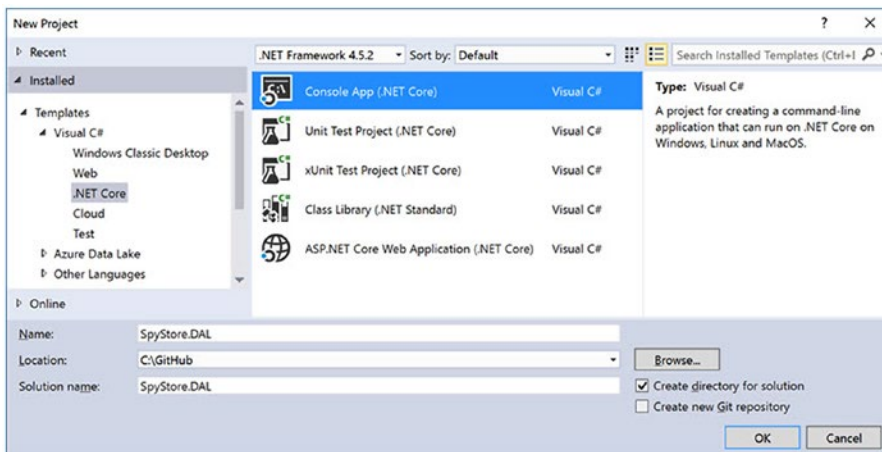 New Project
? X
Recent
.NET Framework 4.5.2
Sort by: Default
Search Installed Templates (Ctrl+
Installed
Templates
Visual C#
Windows Classic Desktop
Web
.NET Core
Cloud
Test
Azure Data Lake
Other Languages
Online
Console App (.NET Core) Visual C#
Unit Test Project (.NET Core) Visual C#
xUnit Test Project (.NET Core) Visual C#
Class Library (.NET Standard) Visual C#
ASP.NET Core Web Application (.NET Core) Visual C#
Type: Visual C#
A project for creating a command-line
application that can run on .NET Core on
Windows, Linux and MacOS.
Name: SpyStore.DAL
Location: C:\GitHub
Browse...
Solution name: SpyStore.DAL
Create directory for solution
Create new Git repository
OK Cancel